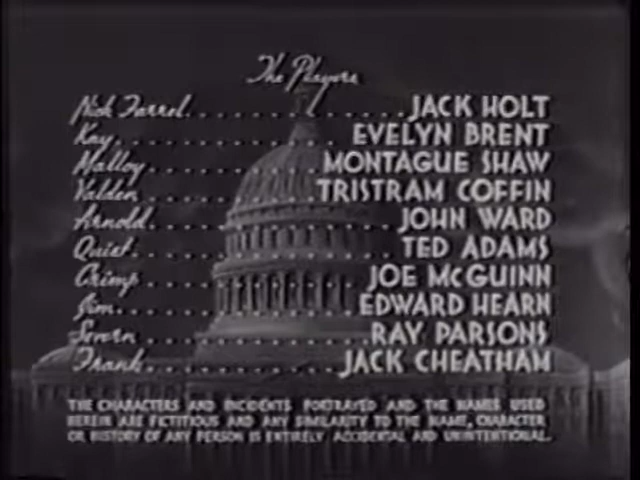 The Players
Nick Farrel..............JACK HOLT
Kay..............EVELYN BRENT
Malloy..............MONTAGUE SHAW
Valden..............TRISTRAM COFFIN
Arnold..............JOHN WARD
Quist..............TED ADAMS
Crimp..............JOE McGUINN
Jim..............EDWARD HEARN
Severn..............RAY PARSONS
Frank..............JACK CHEATHAM
THE CHARACTERS AND INCIDENTS PORTRAYED AND THE NAMES USED
HEREIN ARE FICTITIOUS AND ANY SIMILARITY TO THE NAME, CHARACTER
OR HISTORY OF ANY PERSON IS ENTIRELY ACCIDENTAL AND UNINTENTIONAL.